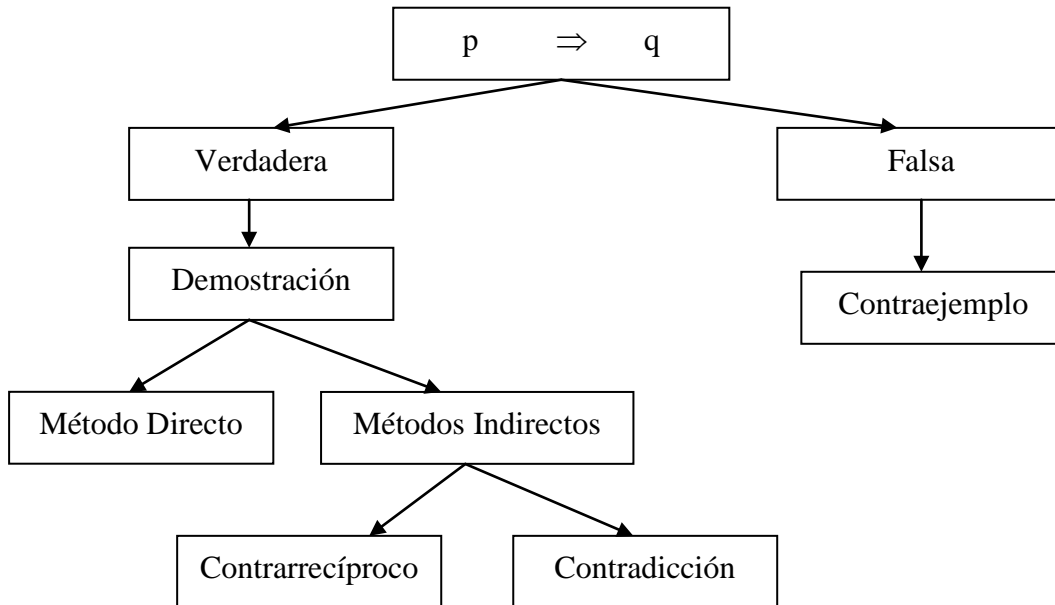 p ⇒ q
Verdadera
Falsa
Demostración
Contraejemplo
Método Directo
Métodos Indirectos
Contrarrecíproco
Contradicción